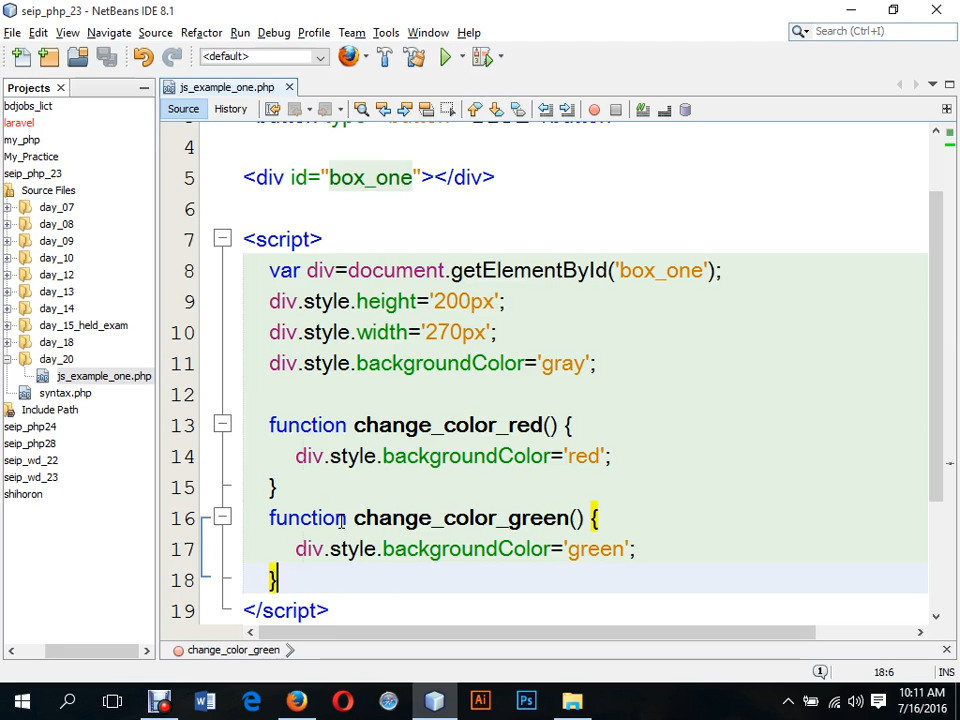 seip_php_23 - NetBeans IDE 8.1
File Edit View Navigate Source Refactor Run Debug Profile Team Tools Window Help
Search (Ctrl+I)
<default>
Projects
js_example_one.php
Source History
bdjobs_lict
laravel
my_php
My_Practice
seip_php_23
Source Files
day_07
day_08
day_09
day_10
day_12
day_13
day_14
day_15_held_exam
day_18
day_20
js_example_one.php
syntax.php
Include Path
seip_php24
seip_php28
seip_wd_22
seip_wd_23
shihoron
4
5 <div id="box_one"></div>
6
7 <script>
8 var div=document.getElementById('box_one');
9 div.style.height='200px';
10 div.style.width='270px';
11 div.style.backgroundColor='gray';
12
13 function change_color_red() {
14 div.style.backgroundColor='red';
15 }
16 function change_color_green() {
17 div.style.backgroundColor='green';
18 }
19 </script>
change_color_green
1 18:6 INS
10:11 AM
7/16/2016